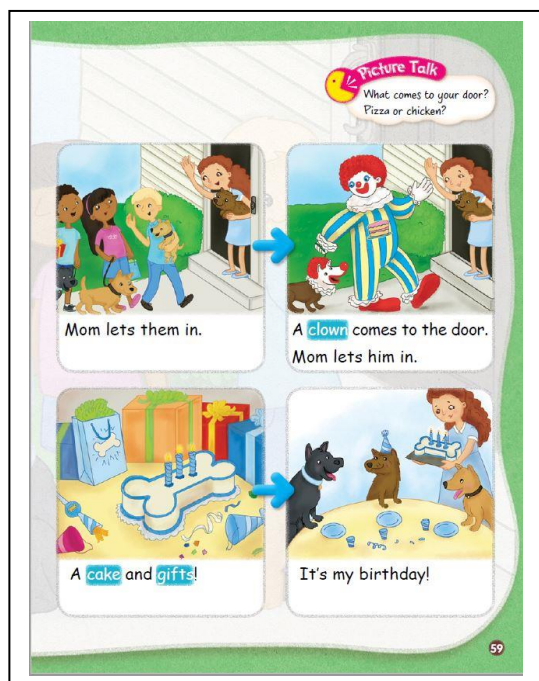 Picture Talk
What comes to your door?
Pizza or chicken?
Mom lets them in.
A clown comes to the door.
Mom lets him in.
A cake and gifts!
It's my birthday!
59